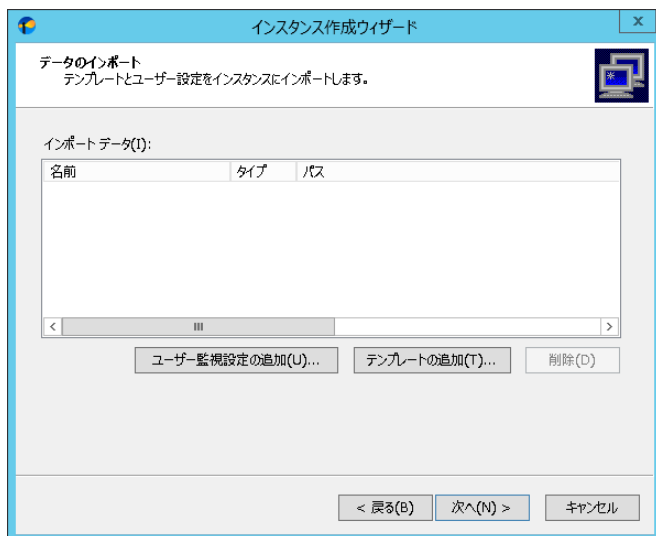 インスタンス作成ウィザード
x
データのインポート
テンプレートとユーザー設定をインスタンスにインポートします。
インポート データ(I):
名前 タイプ パス
ユーザー監視設定の追加(U)... テンプレートの追加(T)... 削除(D)
< 戻る(B) 次へ(N) > キャンセル